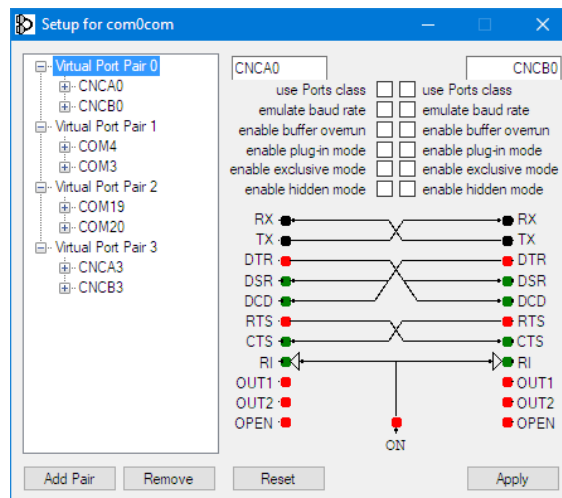 Setup for com0com
Virtual Port Pair 0
CNCA0
CNCB0
Virtual Port Pair 1
COM4
COM3
Virtual Port Pair 2
COM19
COM20
Virtual Port Pair 3
CNCA3
CNCB3
CNCA0 CNCB0
use Ports class use Ports class
emulate baud rate emulate baud rate
enable buffer overrun enable buffer overrun
enable plug-in mode enable plug-in mode
enable exclusive mode enable exclusive mode
enable hidden mode enable hidden mode
RX RX
TX TX
DTR DTR
DSR DSR
DCD DCD
RTS RTS
CTS CTS
RI RI
OUT1 OUT1
OUT2 OUT2
OPEN OPEN
ON
Add Pair Remove Reset Apply